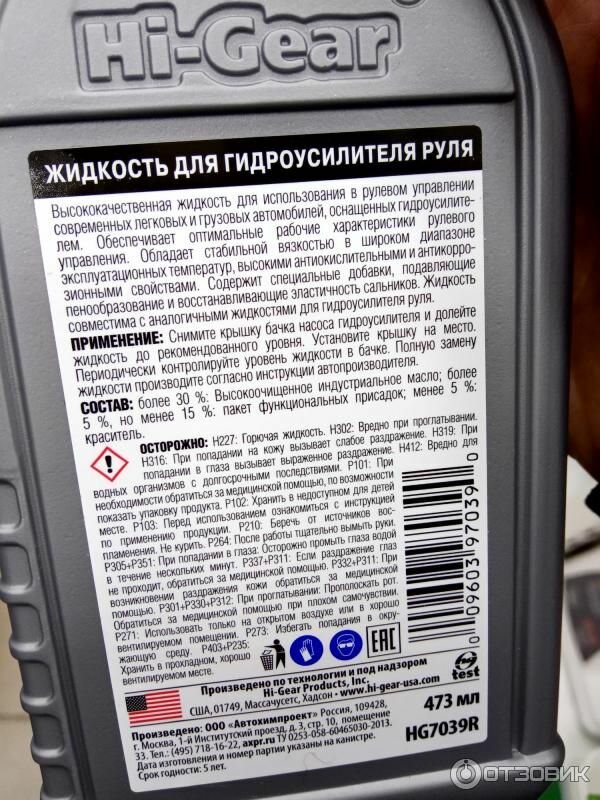 Hi-Gear
ЖИДКОСТЬ ДЛЯ ГИДРОУСИЛИТЕЛЯ РУЛЯ
Высококачественная жидкость для использования в рулевом управлении
современных легковых и грузовых автомобилей, оснащенных гидроусилите-
лем. Обеспечивает оптимальные рабочие характеристики рулевого
управления. Обладает стабильной вязкостью в широком диапазоне
эксплуатационных температур, высокими антиокислительными и антикорро-
зионными свойствами. Содержит специальные добавки, подавляющие
пенообразование и восстанавливающие эластичность сальников. Жидкость
совместима с аналогичными жидкостями для гидроусилителя руля.
ПРИМЕНЕНИЕ: Снимите крышку бачка насоса гидроусилителя и долейте
жидкость до рекомендованного уровня. Установите крышку на место.
Периодически контролируйте уровень жидкости в бачке. Полную замену
жидкости производите согласно инструкции автопроизводителя.
СОСТАВ: более 30 %: Высокоочищенное индустриальное масло; более
5 %, но менее 15 %: пакет функциональных присадок; менее 5 %:
краситель.
ОСТОРОЖНО: H227: Горючая жидкость. H302: Вредно при проглатывании.
H316: При попадании на кожу вызывает слабое раздражение. H319: При
попадании в глаза вызывает выраженное раздражение. H412: Вредно для
водных организмов с долгосрочными последствиями. P101: При
необходимости обратиться за медицинской помощью, по возможности
показать упаковку продукта. P102: Хранить в недоступном для детей
месте. P103: Перед использованием ознакомиться с инструкцией
по применению продукции. P210: Беречь от источников вос-
пламенения. Не курить. P264: После работы тщательно вымыть руки.
P305+P351: При попадании в глаза: Осторожно промыть глаза водой
в течение нескольких минут. P337+P311: Если раздражение глаз
не проходит, обратиться за медицинской помощью. P332+P311: При
возникновении раздражения кожи обратиться за медицинской
помощью. P301+P330+P312: При проглатывании: Прополоскать рот.
Обратиться за медицинской помощью при плохом самочувствии.
P271: Использовать только на открытом воздухе или в хорошо
вентилируемом помещении. P273: Избегать попадания в окру-
жающую среду. P403+P235:
Хранить в прохладном, хорошо
вентилируемом месте.
EAC
0 09603 97039 0
test
Произведено по технологии и под надзором
Hi-Gear Products, Inc.
США, 01749, Массачусетс, Хадсон • www.hi-gear-usa.com
Произведено: ООО «Автохимпроект» Россия, 109428,
г. Москва, 1-й Институтский проезд, д. 3, стр. 10, помещение
33. Тел.: (495) 718-16-22, axpr.ru ТУ 0253-058-60465030-2013.
Дата изготовления и номер партии указаны на канистре.
Срок годности: 5 лет.
473 мл
HG7039R
ОТЗОВИК